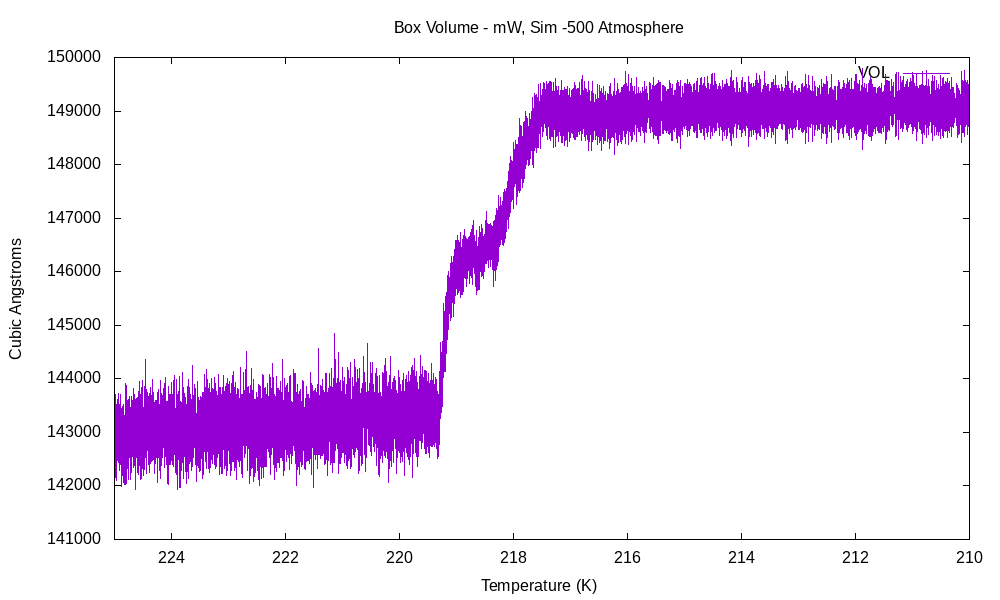 Box Volume - mW, Sim -500 Atmosphere
150000
149000
148000
147000
146000
145000
144000
143000
142000
141000
VOL
Cubic Angstroms
224 222 220 218 216 214 212 210
Temperature (K)